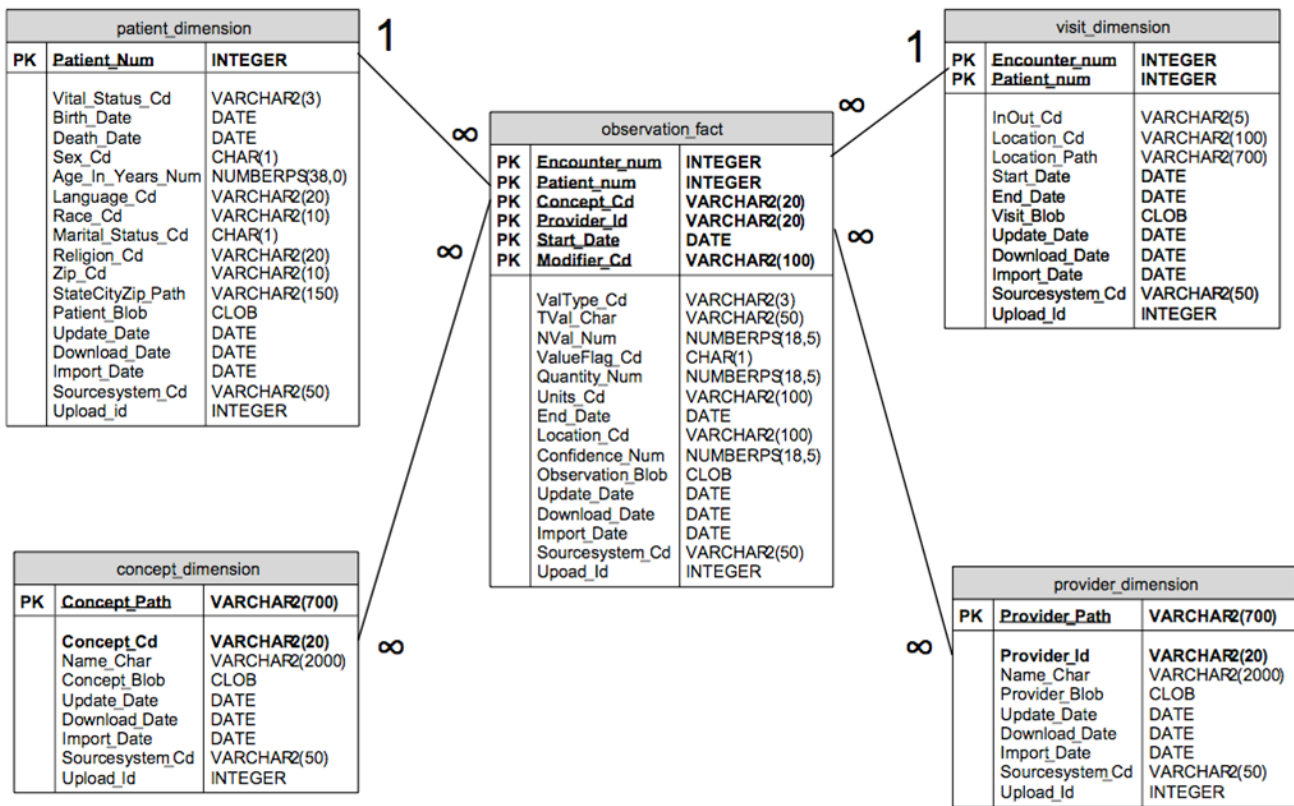 patient_dimension
PK Patient_Num INTEGER
Vital_Status_Cd VARCHAR2(3)
Birth_Date DATE
Death_Date DATE
Sex_Cd CHAR(1)
Age_In_Years_Num NUMBERPS(38,0)
Language_Cd VARCHAR2(20)
Race_Cd VARCHAR2(10)
Marital_Status_Cd CHAR(1)
Religion_Cd VARCHAR2(20)
Zip_Cd VARCHAR2(10)
StateCityZip_Path VARCHAR2(150)
Patient_Blob CLOB
Update_Date DATE
Download_Date DATE
Import_Date DATE
Sourcesystem_Cd VARCHAR2(50)
Upload_id INTEGER
1
∞
∞
concept_dimension
PK Concept_Path VARCHAR2(700)
Concept_Cd VARCHAR2(20)
Name_Char VARCHAR2(2000)
Concept_Blob CLOB
Update_Date DATE
Download_Date DATE
Import_Date DATE
Sourcesystem_Cd VARCHAR2(50)
Upload_Id INTEGER
∞
observation_fact
PK Encounter_num INTEGER
PK Patient_num INTEGER
PK Concept_Cd VARCHAR2(20)
PK Provider_Id VARCHAR2(20)
PK Start_Date DATE
PK Modifier_Cd VARCHAR2(100)
ValType_Cd VARCHAR2(3)
TVal_Char VARCHAR2(50)
NVal_Num NUMBERPS(18,5)
ValueFlag_Cd CHAR(1)
Quantity_Num NUMBERPS(18,5)
Units_Cd VARCHAR2(100)
End_Date DATE
Location_Cd VARCHAR2(100)
Confidence_Num NUMBERPS(18,5)
Observation_Blob CLOB
Update_Date DATE
Download_Date DATE
Import_Date DATE
Sourcesystem_Cd VARCHAR2(50)
Upoad_Id INTEGER
1
∞
∞
visit_dimension
PK Encounter_num INTEGER
PK Patient_num INTEGER
InOut_Cd VARCHAR2(5)
Location_Cd VARCHAR2(100)
Location_Path VARCHAR2(700)
Start_Date DATE
End_Date DATE
Visit_Blob CLOB
Update_Date DATE
Download_Date DATE
Import_Date DATE
Sourcesystem_Cd VARCHAR2(50)
Upload_Id INTEGER
∞
provider_dimension
PK Provider_Path VARCHAR2(700)
Provider_Id VARCHAR2(20)
Name_Char VARCHAR2(2000)
Provider_Blob CLOB
Update_Date DATE
Download_Date DATE
Import_Date DATE
Sourcesystem_Cd VARCHAR2(50)
Upload_Id INTEGER